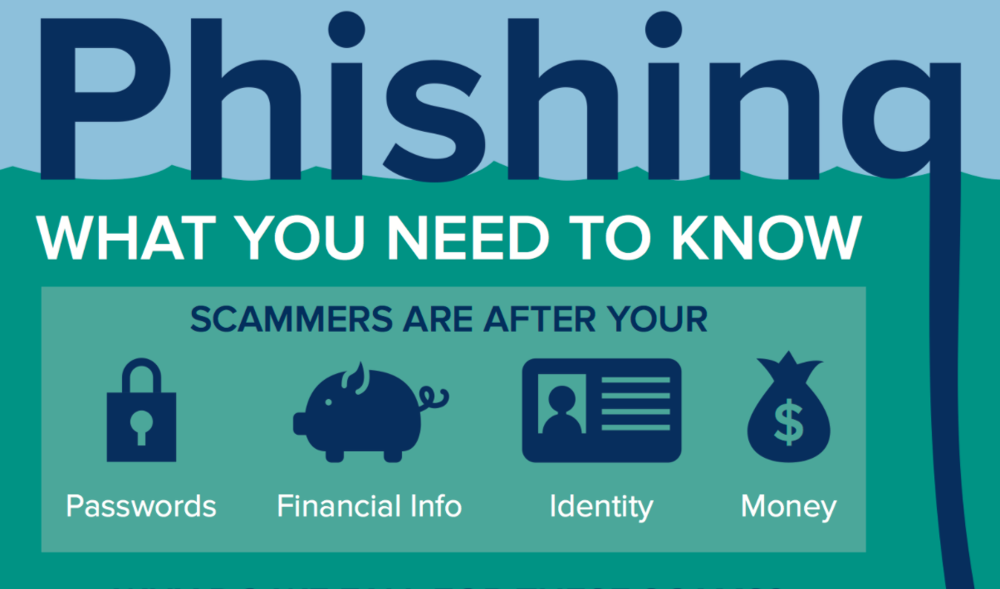 Phishing
WHAT YOU NEED TO KNOW
SCAMMERS ARE AFTER YOUR
Passwords Financial Info Identity Money
$